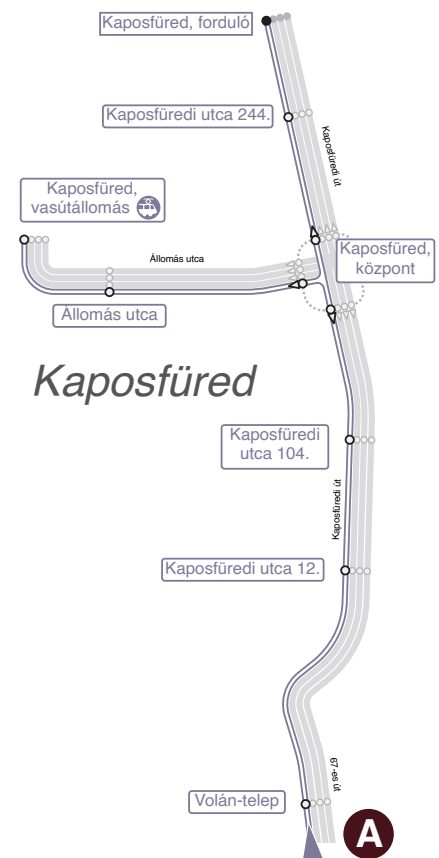 Kaposfüred, forduló
Kaposfüredi utca 244.
Kaposfüredi út
Kaposfüred,
vasútállomás
Állomás utca
Kaposfüred,
központ
Állomás utca
Kaposfüred
Kaposfüredi
utca 104.
Kaposfüredi út
Kaposfüredi utca 12.
67-es út
Volán-telep
A